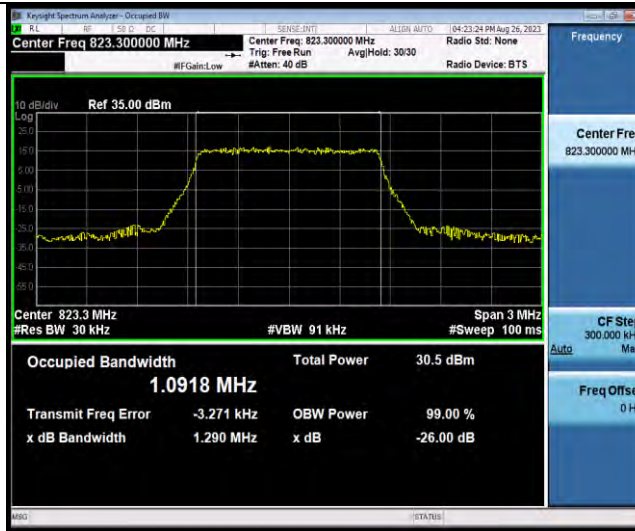 Keysight Spectrum Analyzer - Occupied BW
RL RF 50 Ω DC SENSE:INT ALIGN AUTO 04:23:24 PM Aug 26, 2023
Center Freq 823.300000 MHz
Center Freq: 823.300000 MHz Radio Std: None
Trig: Free Run Avg|Hold: 30/30
#IFGain:Low #Atten: 40 dB Radio Device: BTS
Frequency
10 dB/div Ref 35.00 dBm
Log
25.0
15.0
5.00
-5.00
-15.0
-25.0
-35.0
-45.0
-55.0
Center 823.3 MHz Span 3 MHz
#Res BW 30 kHz #VBW 91 kHz #Sweep 100 ms
Center Fre
823.300000 MH
CF Ste
300.000 kH
Auto Ma
Freq Offse
0 H
Occupied Bandwidth Total Power 30.5 dBm
1.0918 MHz
Transmit Freq Error -3.271 kHz OBW Power 99.00 %
x dB Bandwidth 1.290 MHz x dB -26.00 dB
MSG STATUS